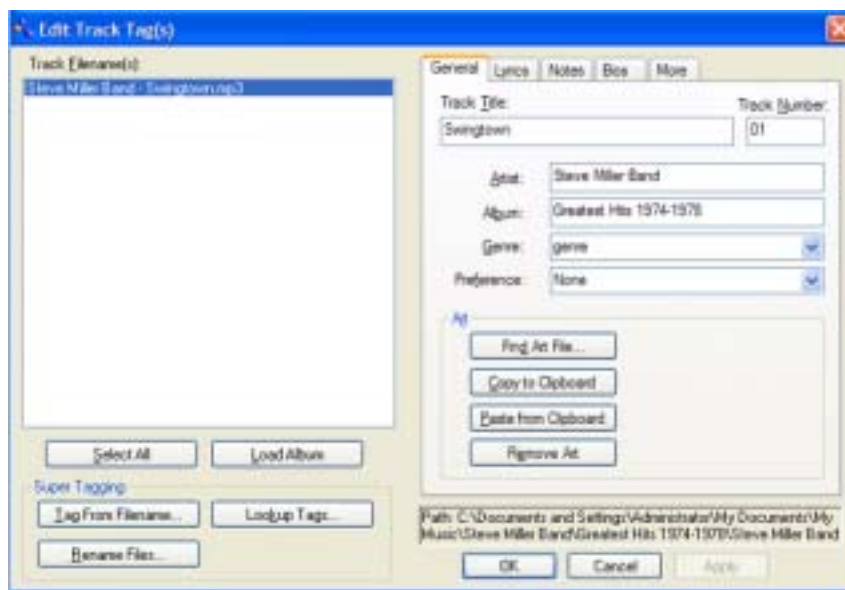 Edit Track Tag(s)
Track Filename(s):
Steve Miller Band - Swingtown.mp3
Select All
Load Album
Super Tagging
Tag From Filename...
Lookup Tags...
Rename Files...
General
Lyrics
Notes
Bios
More
Track Title:
Track Number:
Swingtown
01
Artist:
Steve Miller Band
Album:
Greatest Hits 1974-1978
Genre:
genre
Preference:
None
Art
Find Art File...
Copy to Clipboard
Paste from Clipboard
Remove Art
Path: C:\Documents and Settings\Administrator\My Documents\My
Music\Steve Miller Band\Greatest Hits 1974-1978\Steve Miller Band
OK
Cancel
Apply